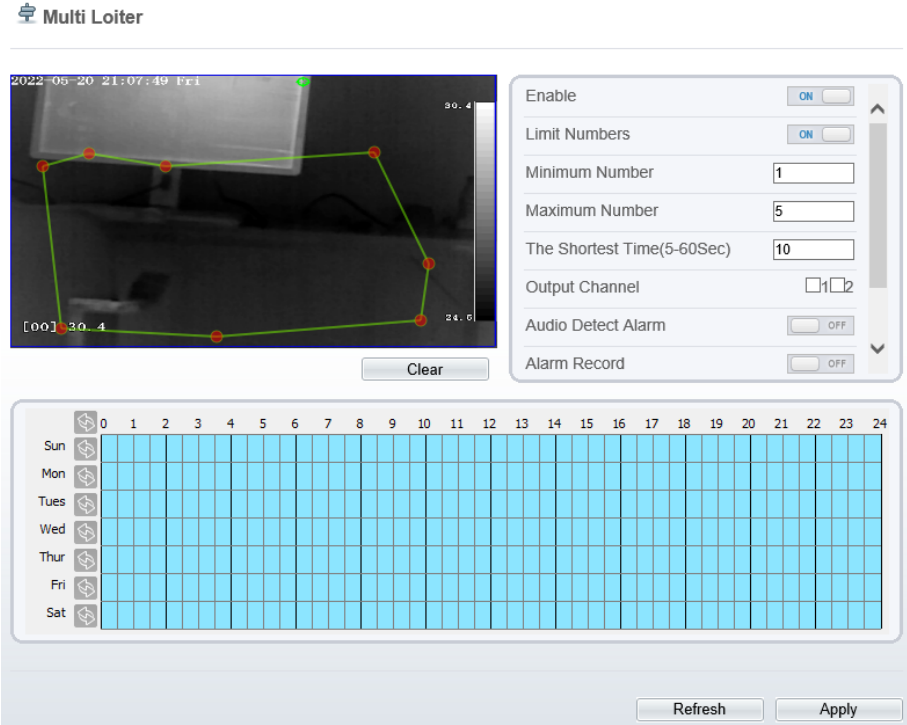 Multi Loiter
2022-05-20 21:07:49 Fri
30.4
24.6
[00] 30.4
Clear
Enable ON
Limit Numbers ON
Minimum Number 1
Maximum Number 5
The Shortest Time(5-60Sec) 10
Output Channel 1 2
Audio Detect Alarm OFF
Alarm Record OFF
0 1 2 3 4 5 6 7 8 9 10 11 12 13 14 15 16 17 18 19 20 21 22 23 24
Sun
Mon
Tues
Wed
Thur
Fri
Sat
Refresh Apply